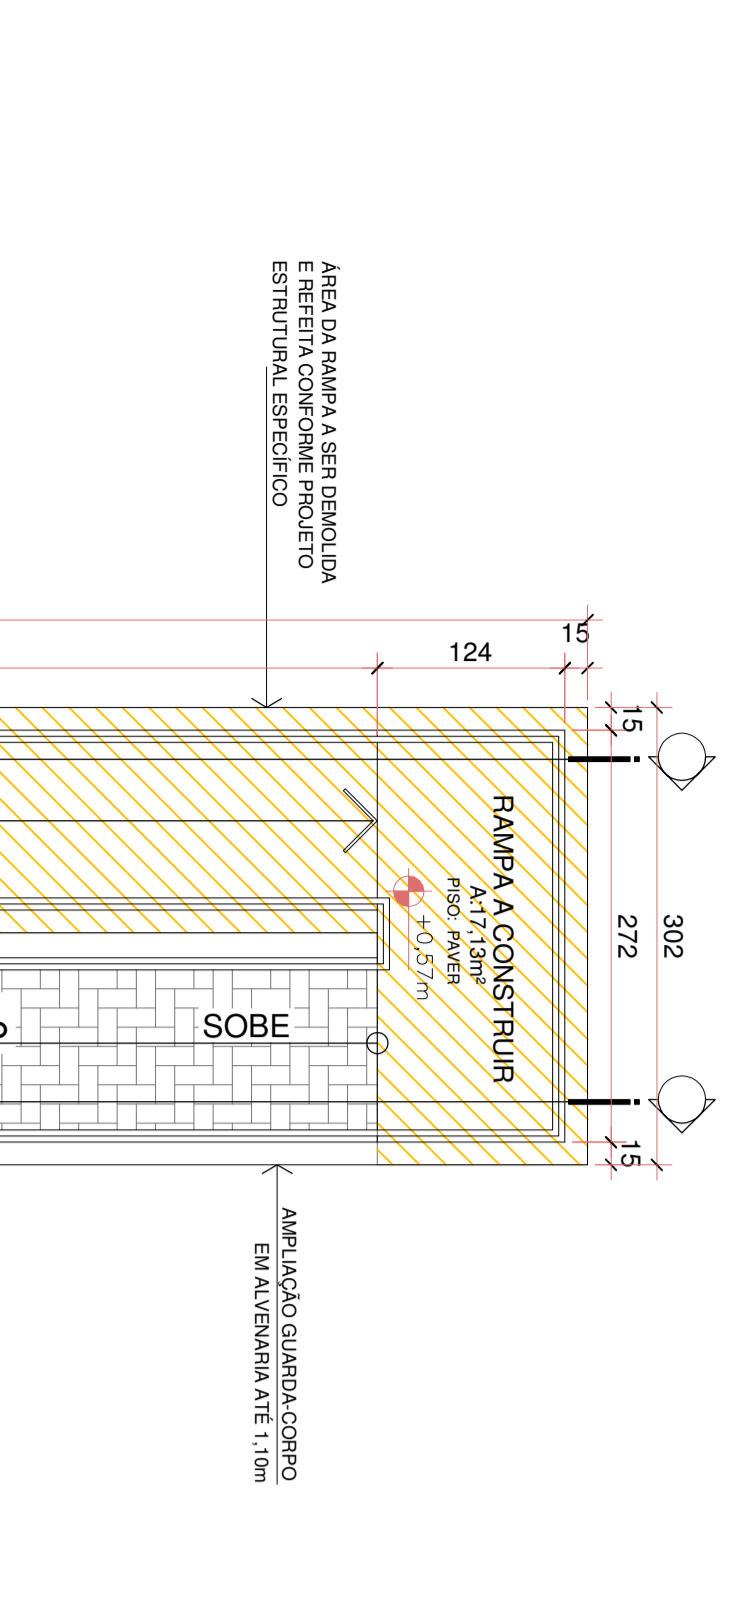 ÁREA DA RAMPA A SER DEMOLIDA
E REFEITA CONFORME PROJETO
ESTRUTURAL ESPECÍFICO
15
124
15
302
272
15
RAMPA A CONSTRUIR
A:17,13m²
PISO: PAVER
+0,57m
SOBE
AMPLIAÇÃO GUARDA-CORPO
EM ALVENARIA ATÉ 1,10m